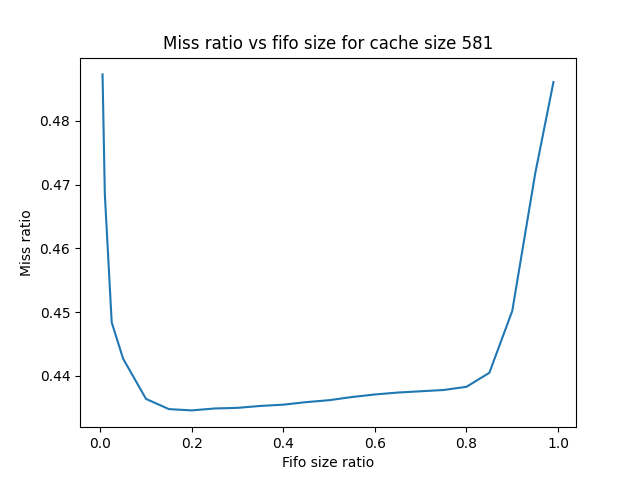 Miss ratio vs fifo size for cache size 581
0.48
0.47
0.46
0.45
0.44
Miss ratio
0.0 0.2 0.4 0.6 0.8 1.0
Fifo size ratio